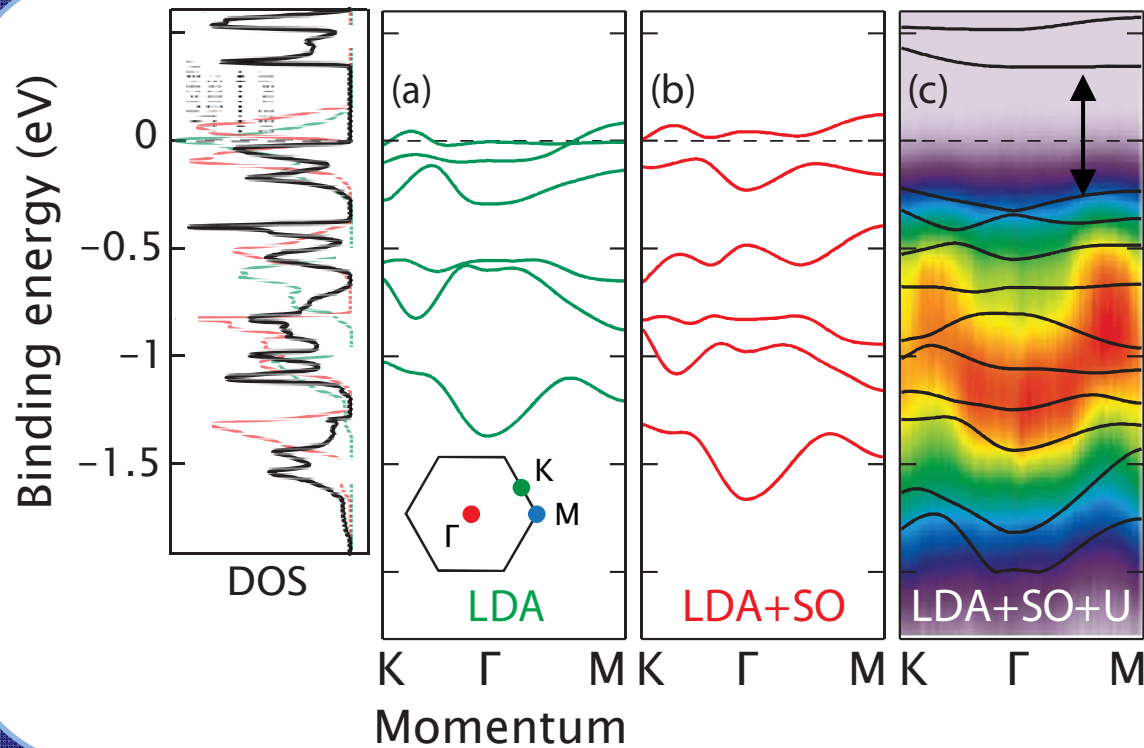 Binding energy (eV)
0
−0.5
−1
−1.5
DOS
(a)
K
Γ
M
LDA
K Γ M
(b)
LDA+SO
K Γ M
(c)
LDA+SO+U
K Γ M
Momentum